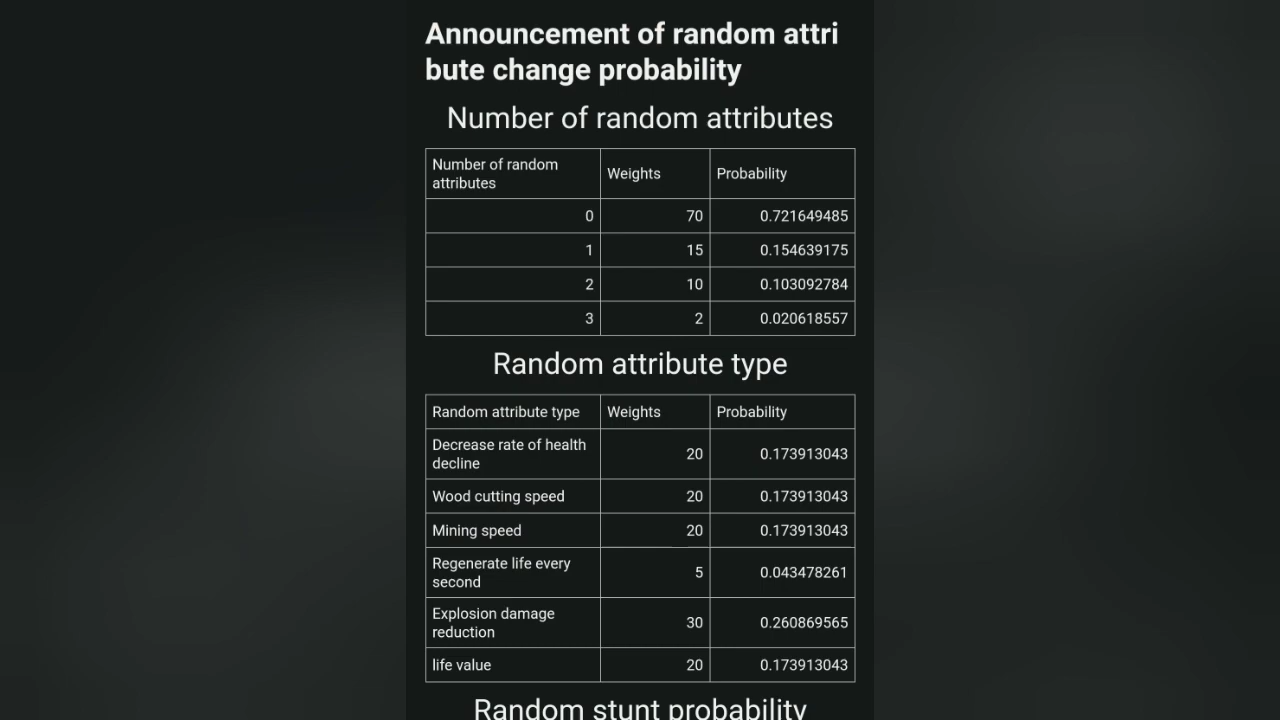 Announcement of random attri
bute change probability
Number of random attributes
Number of random
attributes
Weights
Probability
0 70 0.721649485
1 15 0.154639175
2 10 0.103092784
3 2 0.020618557
Random attribute type
Random attribute type Weights Probability
Decrease rate of health
decline
20 0.173913043
Wood cutting speed 20 0.173913043
Mining speed 20 0.173913043
Regenerate life every
second
5 0.043478261
Explosion damage
reduction
30 0.260869565
life value 20 0.173913043
Random stunt probability